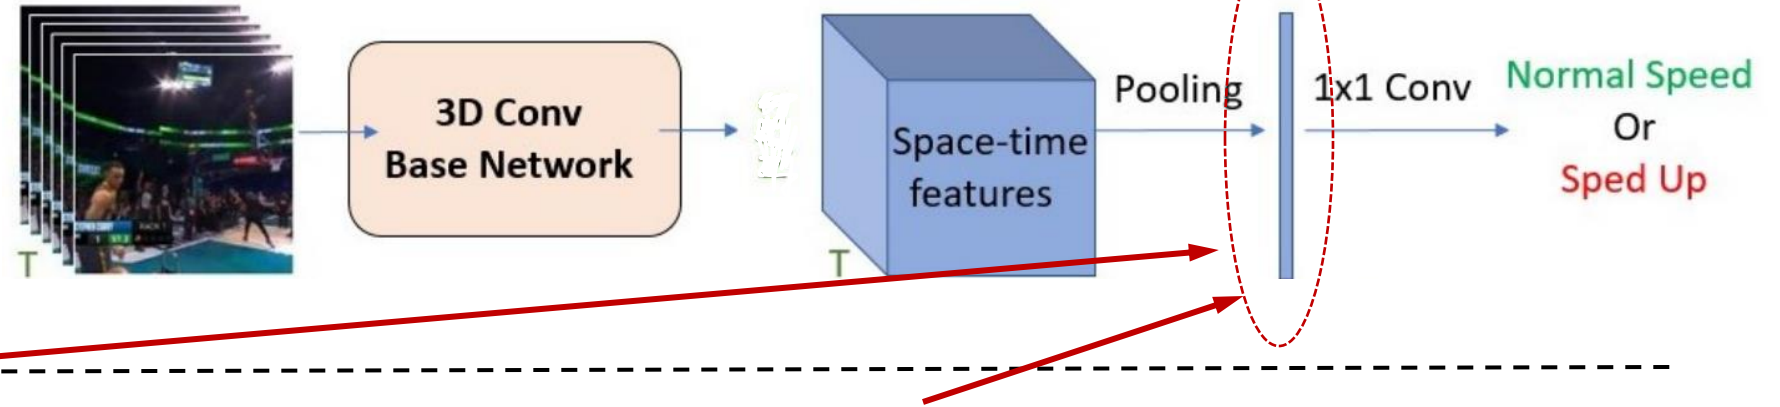 3D Conv
Base Network
T
Space-time
features
T
Pooling
1x1 Conv
Normal Speed
Or
Sped Up